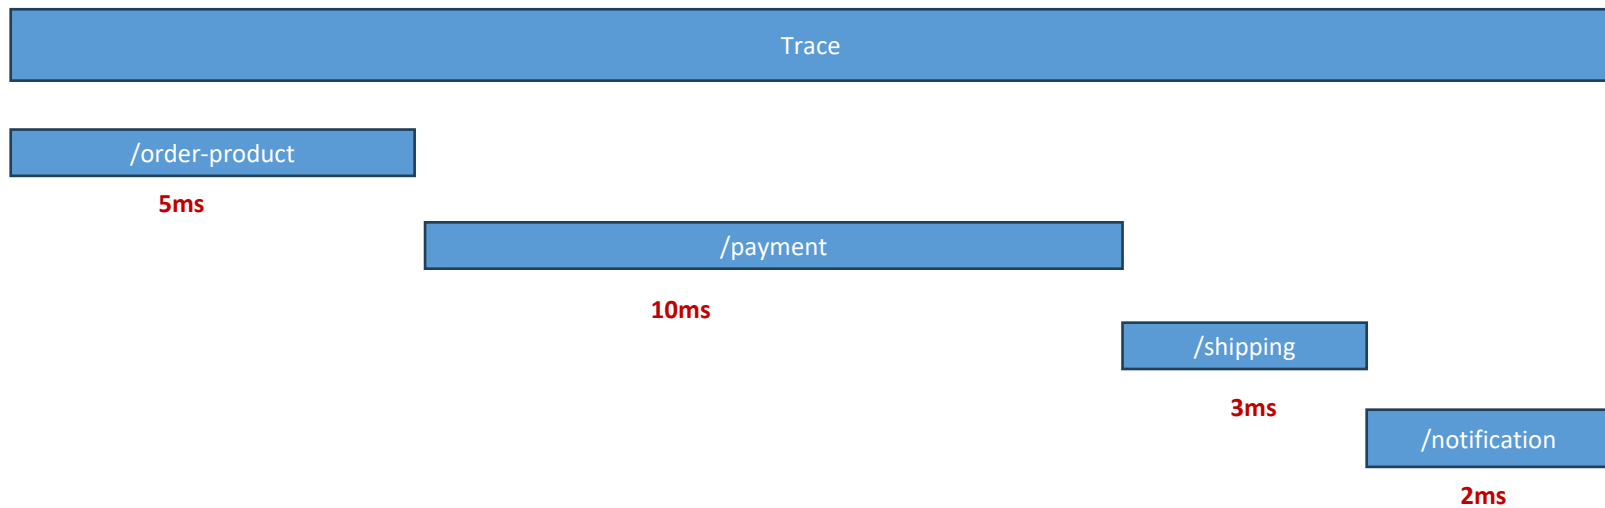 Trace
/order-product
5ms
/payment
10ms
/shipping
3ms
/notification
2ms